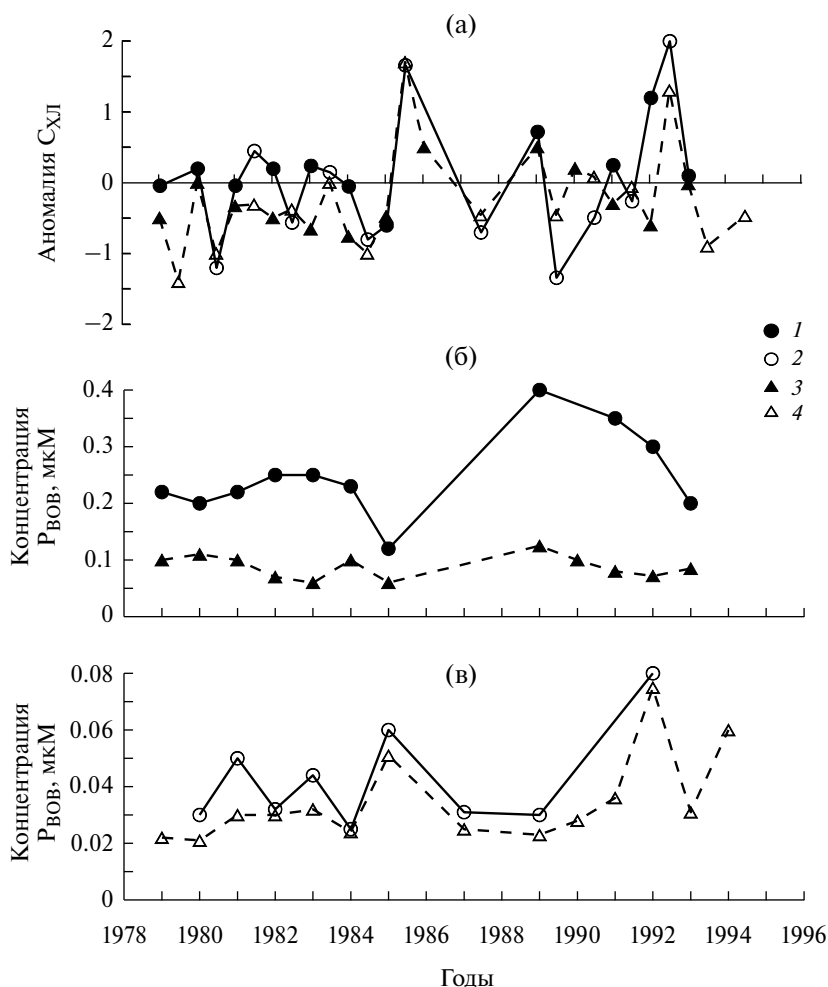 (а)
2
1
0
−1
−2
Аномалия CХЛ
1
2
3
4
(б)
0.4
0.3
0.2
0.1
0
Концентрация
PВОВ, мкМ
(в)
0.08
0.06
0.04
0.02
0
Концентрация
PВОВ, мкМ
1978 1980 1982 1984 1986 1988 1990 1992 1994 1996
Годы